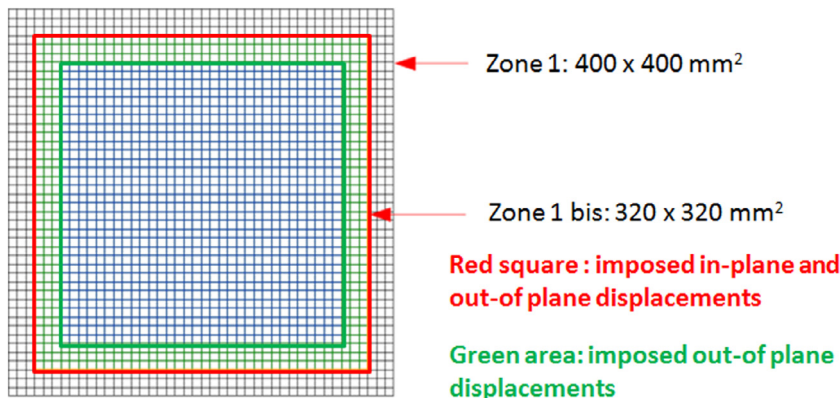 Zone 1: 400 x 400 mm²
Zone 1 bis: 320 x 320 mm²
Red square : imposed in-plane and
out-of plane displacements
Green area: imposed out-of plane
displacements